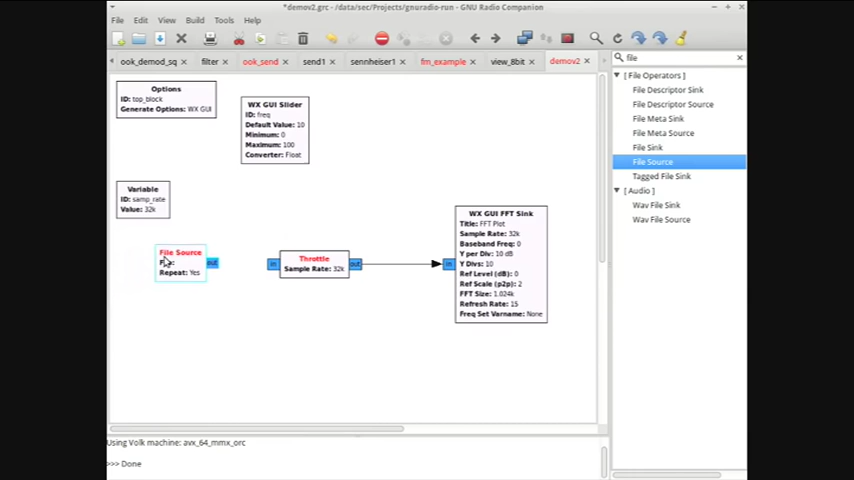 *demov2.grc - /data/sec/Projects/gnuradio-run - GNU Radio Companion
File Edit View Build Tools Help
ook_demod_sq filter ook_send send1 sennheiser1 fm_example view_8bit demov2
file
Options
ID: top_block
Generate Options: WX GUI
WX GUI Slider
ID: freq
Default Value: 10
Minimum: 0
Maximum: 100
Converter: Float
Variable
ID: samp_rate
Value: 32k
File Source
Repeat: Yes
out
in
Throttle
Sample Rate: 32k
out
in
WX GUI FFT Sink
Title: FFT Plot
Sample Rate: 32k
Baseband Freq: 0
Y per Div: 10 dB
Y Divs: 10
Ref Level (dB): 0
Ref Scale (p2p): 2
FFT Size: 1.024k
Refresh Rate: 15
Freq Set Varname: None
[ File Operators ]
File Descriptor Sink
File Descriptor Source
File Meta Sink
File Meta Source
File Sink
File Source
Tagged File Sink
[ Audio ]
Wav File Sink
Wav File Source
Using Volk machine: avx_64_mmx_orc
>>> Done